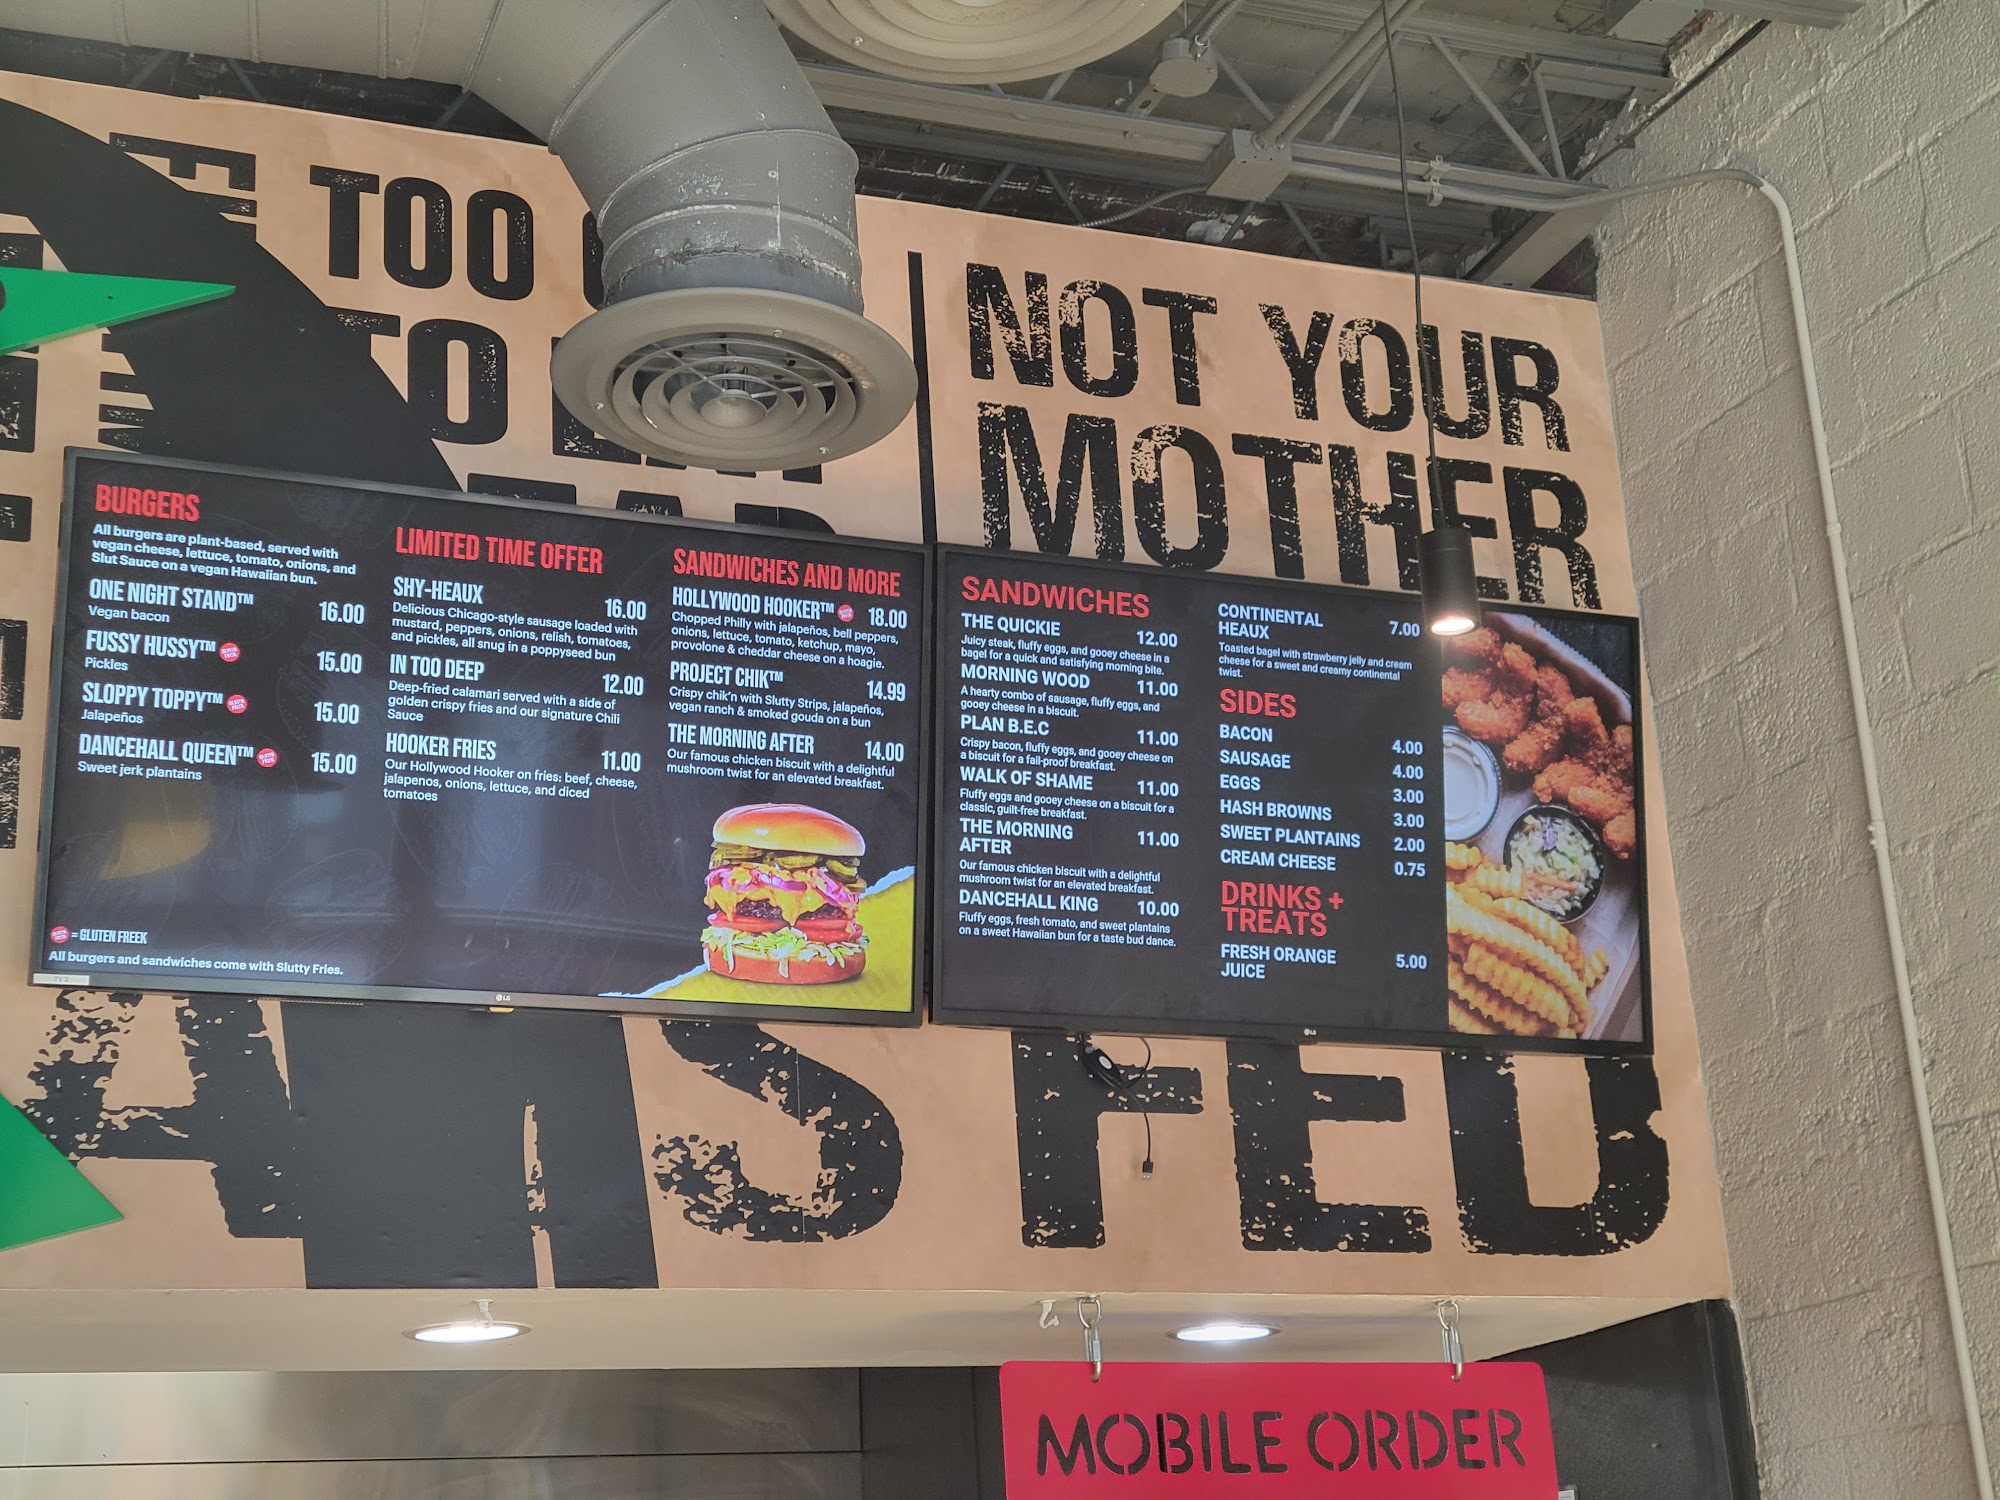 TOO
TO
NOT YOUR
MOTHER
BURGERS
All burgers are plant-based, served with
vegan cheese, lettuce, tomato, onions, and
Slut Sauce on a vegan Hawaiian bun.
ONE NIGHT STAND™ 16.00
Vegan bacon
FUSSY HUSSY™ 15.00
Pickles
SLOPPY TOPPY™ 15.00
Jalapeños
DANCEHALL QUEEN™ 15.00
Sweet jerk plantains
= GLUTEN FREEK
All burgers and sandwiches come with Slutty Fries.
TV 3
LIMITED TIME OFFER
SHY-HEAUX 16.00
Delicious Chicago-style sausage loaded with
mustard, peppers, onions, relish, tomatoes,
and pickles, all snug in a poppyseed bun
IN TOO DEEP 12.00
Deep-fried calamari served with a side of
golden crispy fries and our signature Chili
Sauce
HOOKER FRIES 11.00
Our Hollywood Hooker on fries: beef, cheese,
jalapenos, onions, lettuce, and diced
tomatoes
SANDWICHES AND MORE
HOLLYWOOD HOOKER™ 18.00
Chopped Philly with jalapeños, bell peppers,
onions, lettuce, tomato, ketchup, mayo,
provolone & cheddar cheese on a hoagie.
PROJECT CHIK™ 14.99
Crispy chik'n with Slutty Strips, jalapeños,
vegan ranch & smoked gouda on a bun
THE MORNING AFTER 14.00
Our famous chicken biscuit with a delightful
mushroom twist for an elevated breakfast.
LG
SANDWICHES
THE QUICKIE 12.00
Juicy steak, fluffy eggs, and gooey cheese in a
bagel for a quick and satisfying morning bite.
MORNING WOOD 11.00
A hearty combo of sausage, fluffy eggs, and
gooey cheese in a biscuit.
PLAN B.E.C 11.00
Crispy bacon, fluffy eggs, and gooey cheese on
a biscuit for a fail-proof breakfast.
WALK OF SHAME 11.00
Fluffy eggs and gooey cheese on a biscuit for a
classic, guilt-free breakfast.
THE MORNING
AFTER 11.00
Our famous chicken biscuit with a delightful
mushroom twist for an elevated breakfast.
DANCEHALL KING 10.00
Fluffy eggs, fresh tomato, and sweet plantains
on a sweet Hawaiian bun for a taste bud dance.
CONTINENTAL
HEAUX 7.00
Toasted bagel with strawberry jelly and cream
cheese for a sweet and creamy continental
twist.
SIDES
BACON 4.00
SAUSAGE 4.00
EGGS 3.00
HASH BROWNS 3.00
SWEET PLANTAINS 2.00
CREAM CHEESE 0.75
DRINKS +
TREATS
FRESH ORANGE
JUICE 5.00
LG
FED
MOBILE ORDER